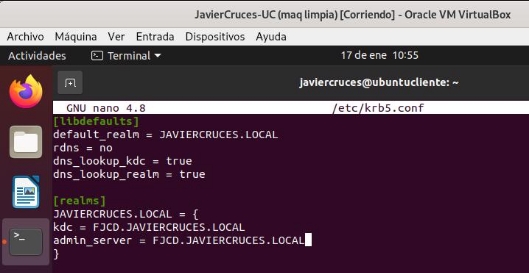 JavierCruces-UC (maq limpia) [Corriendo] - Oracle VM VirtualBox
Archivo Máquina Ver Entrada Dispositivos Ayuda
Actividades Terminal 17 de ene 10:55
javiercruces@ubuntucliente: ~
GNU nano 4.8 /etc/krb5.conf
[libdefaults]
default_realm = JAVIERCRUCES.LOCAL
rdns = no
dns_lookup_kdc = true
dns_lookup_realm = true
[realms]
JAVIERCRUCES.LOCAL = {
kdc = FJCD.JAVIERCRUCES.LOCAL
admin_server = FJCD.JAVIERCRUCES.LOCAL
}